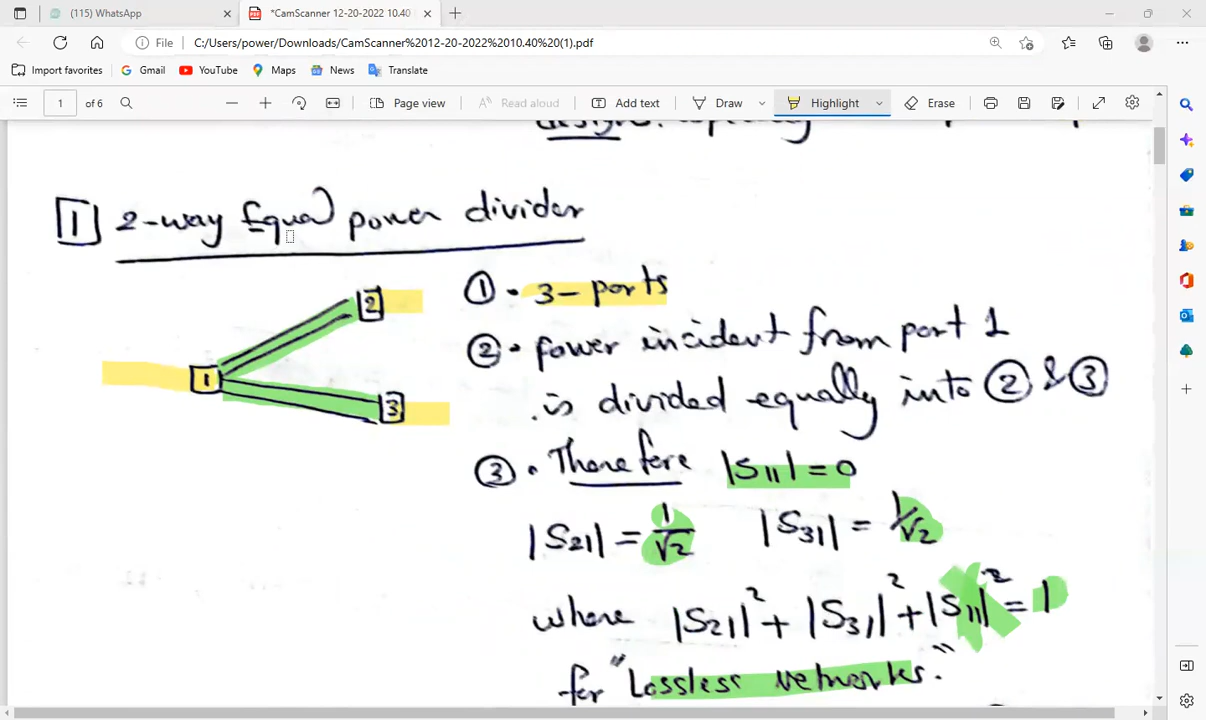 (115) WhatsApp
*CamScanner 12-20-2022 10.40
File
C:/Users/power/Downloads/CamScanner%2012-20-2022%2010.40%20(1).pdf
Import favorites
Gmail
YouTube
Maps
News
Translate
1 of 6
Page view
Read aloud
Add text
Draw
Highlight
Erase
1 2-way Equal power divider
1 2 3
① • 3-ports
② • power incident from port 1
is divided equally into ② & ③
③ • Therefore |S11| = 0
|S21| = 1/√2 |S31| = 1/√2
where |S21|² + |S31|² + |S11|² = 1
for "Lossless networks."